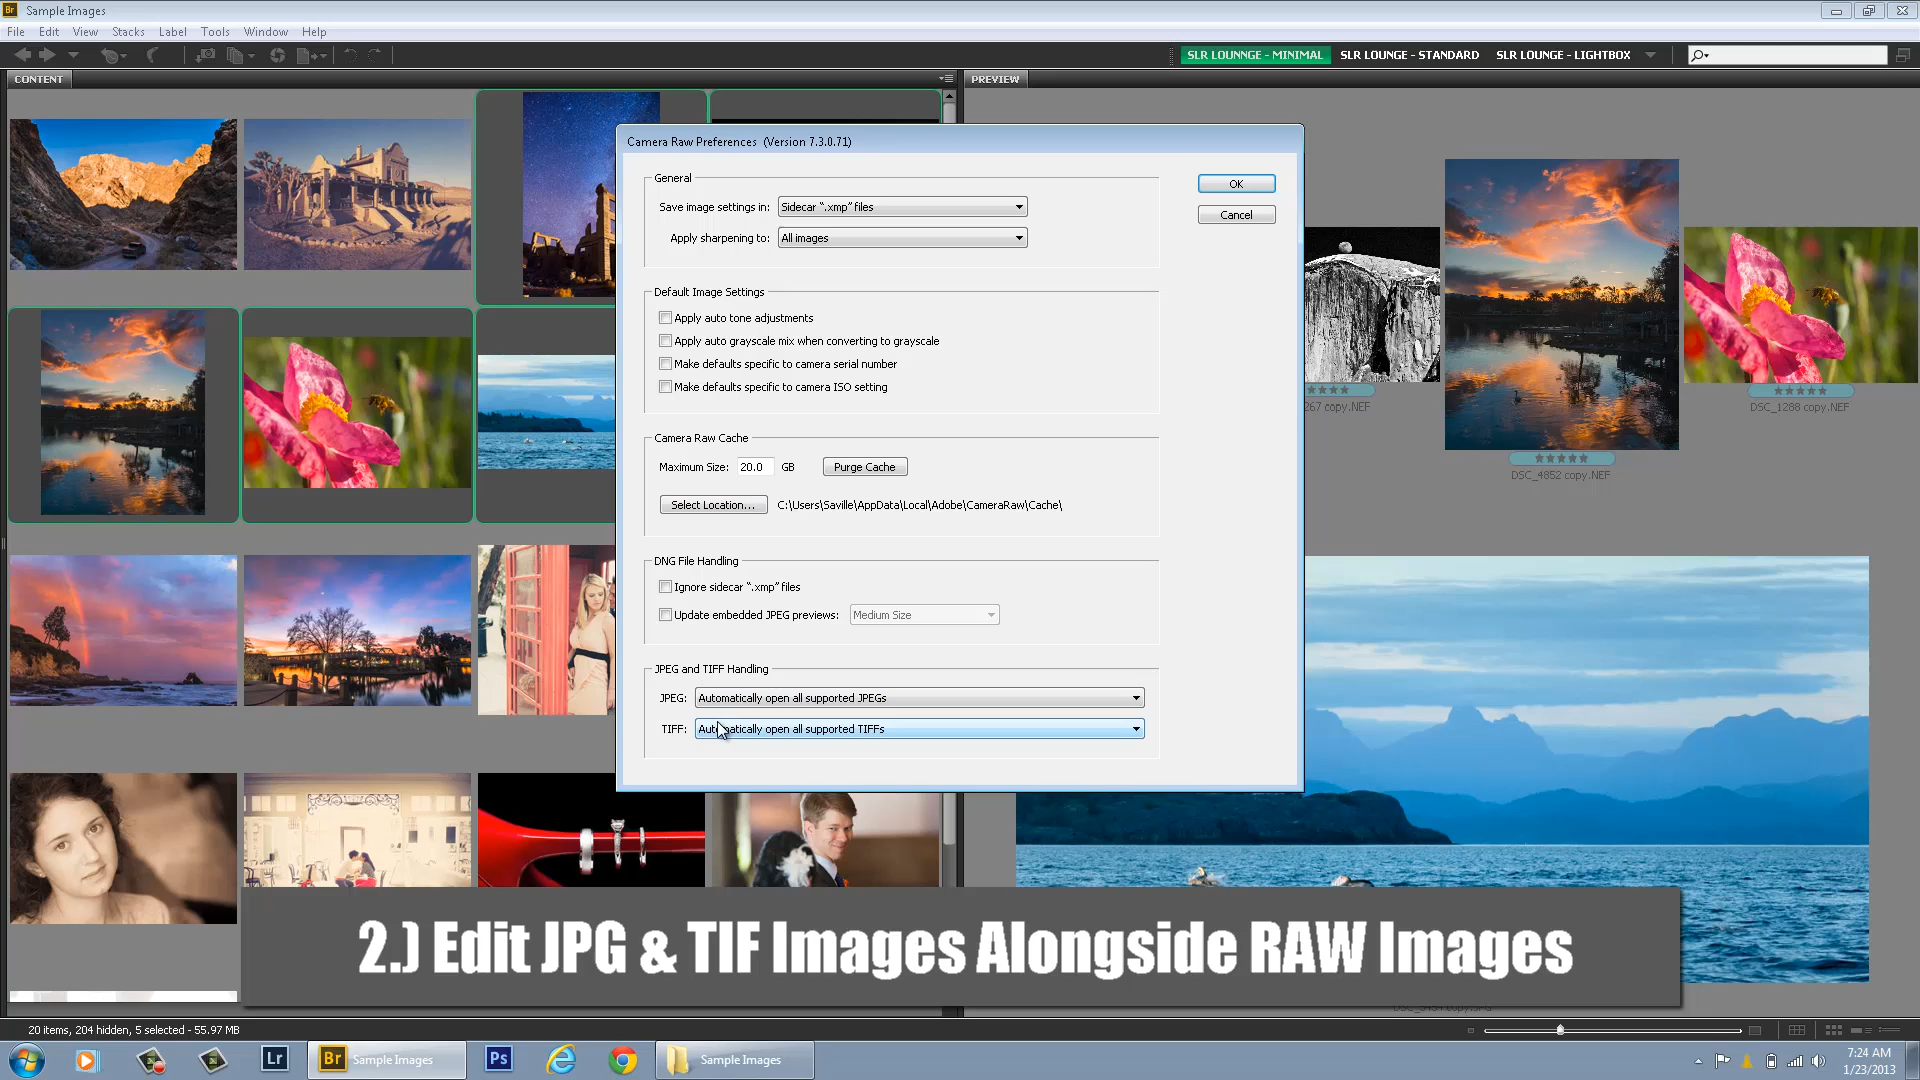 Br Sample Images
File Edit View Stacks Label Tools Window Help
SLR LOUNNGE - MINIMAL SLR LOUNGE - STANDARD SLR LOUNGE - LIGHTBOX
CONTENT
PREVIEW
Camera Raw Preferences (Version 7.3.0.71)
General
Save image settings in: Sidecar “.xmp” files
Apply sharpening to: All images
OK
Cancel
Default Image Settings
Apply auto tone adjustments
Apply auto grayscale mix when converting to grayscale
Make defaults specific to camera serial number
Make defaults specific to camera ISO setting
Camera Raw Cache
Maximum Size: 20.0 GB Purge Cache
Select Location... C:\Users\Saville\AppData\Local\Adobe\CameraRaw\Cache\
DNG File Handling
Ignore sidecar “.xmp” files
Update embedded JPEG previews: Medium Size
JPEG and TIFF Handling
JPEG: Automatically open all supported JPEGs
TIFF: Automatically open all supported TIFFs
267 copy.NEF
DSC_4852 copy.NEF
DSC_1288 copy.NEF
2.) Edit JPG & TIF Images Alongside RAW Images
20 items, 204 hidden, 5 selected - 55.97 MB
Lr
Br Sample Images
Ps
Sample Images
7:24 AM
1/23/2013